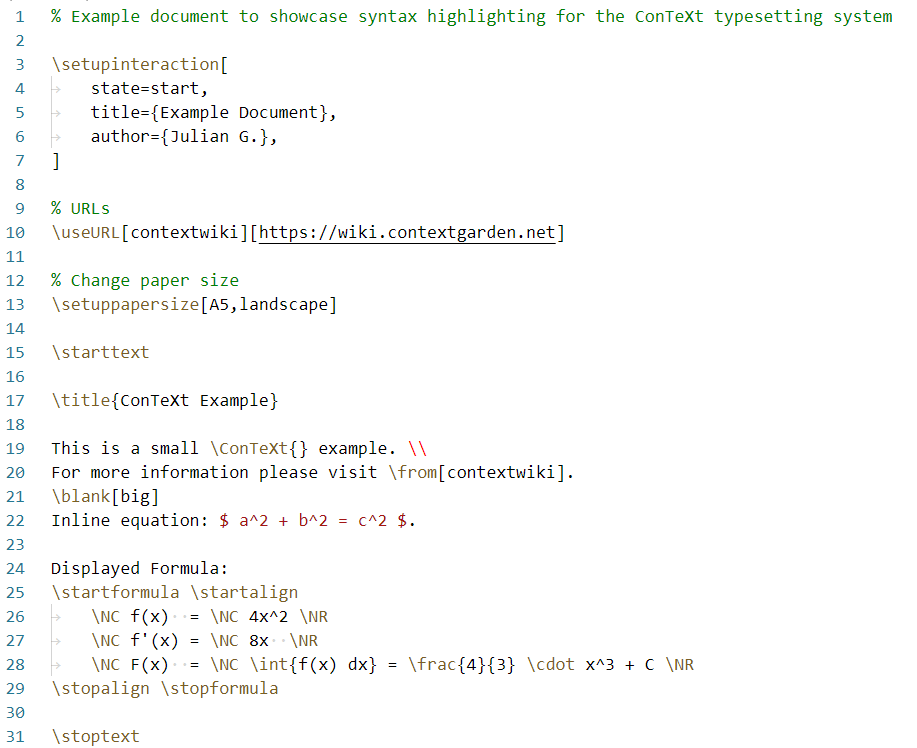 1 % Example document to showcase syntax highlighting for the ConTeXt typesetting system
2
3 \setupinteraction[
4 → state=start,
5 → title={Example Document},
6 → author={Julian G.},
7 ]
8
9 % URLs
10 \useURL[contextwiki][https://wiki.contextgarden.net]
11
12 % Change paper size
13 \setuppapersize[A5,landscape]
14
15 \starttext
16
17 \title{ConTeXt Example}
18
19 This is a small \ConTeXt{} example. \\
20 For more information please visit \from[contextwiki].
21 \blank[big]
22 Inline equation: $ a^2 + b^2 = c^2 $.
23
24 Displayed Formula:
25 \startformula \startalign
26 → \NC f(x)··= \NC 4x^2 \NR
27 → \NC f'(x) = \NC 8x··\NR
28 → \NC F(x)··= \NC \int{f(x) dx} = \frac{4}{3} \cdot x^3 + C \NR
29 \stopalign \stopformula
30
31 \stoptext